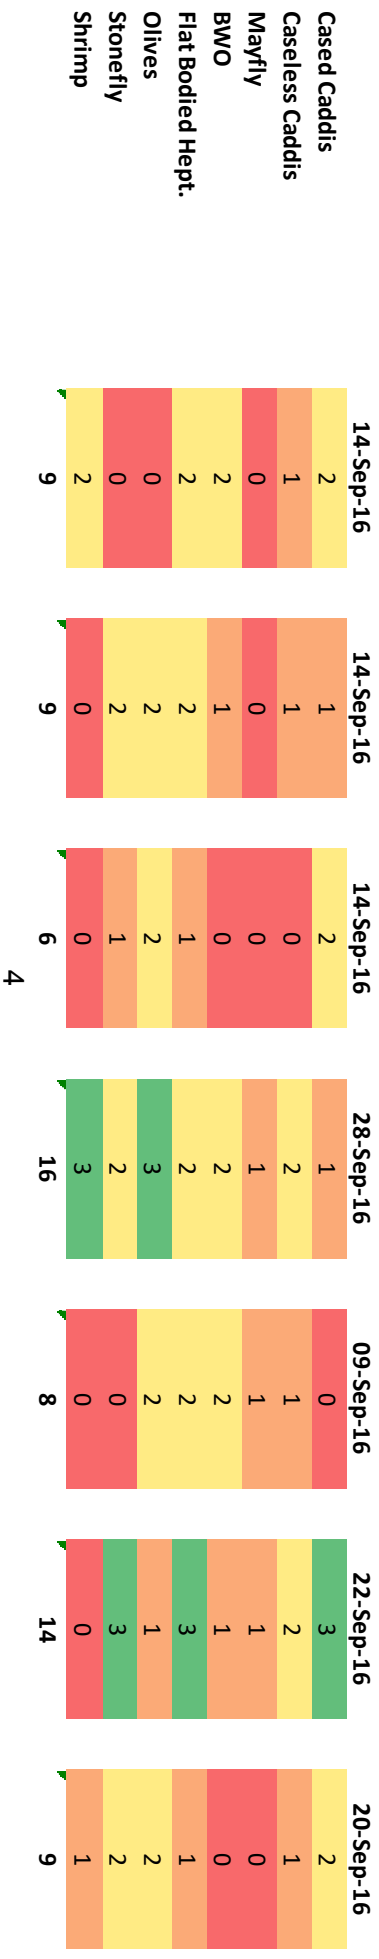 14-Sep-16 14-Sep-16 14-Sep-16 28-Sep-16 09-Sep-16 22-Sep-16 20-Sep-16
Cased Caddis 2 1 2 1 0 3 2
Caseless Caddis 1 1 0 2 1 2 1
Mayfly 0 0 0 1 1 1 0
BWO 2 1 0 2 2 1 0
Flat Bodied Hept. 2 2 1 2 2 3 1
Olives 0 2 2 3 2 1 2
Stonefly 0 2 1 2 0 3 2
Shrimp 2 0 0 3 0 0 1
9 9 6 16 8 14 9
4